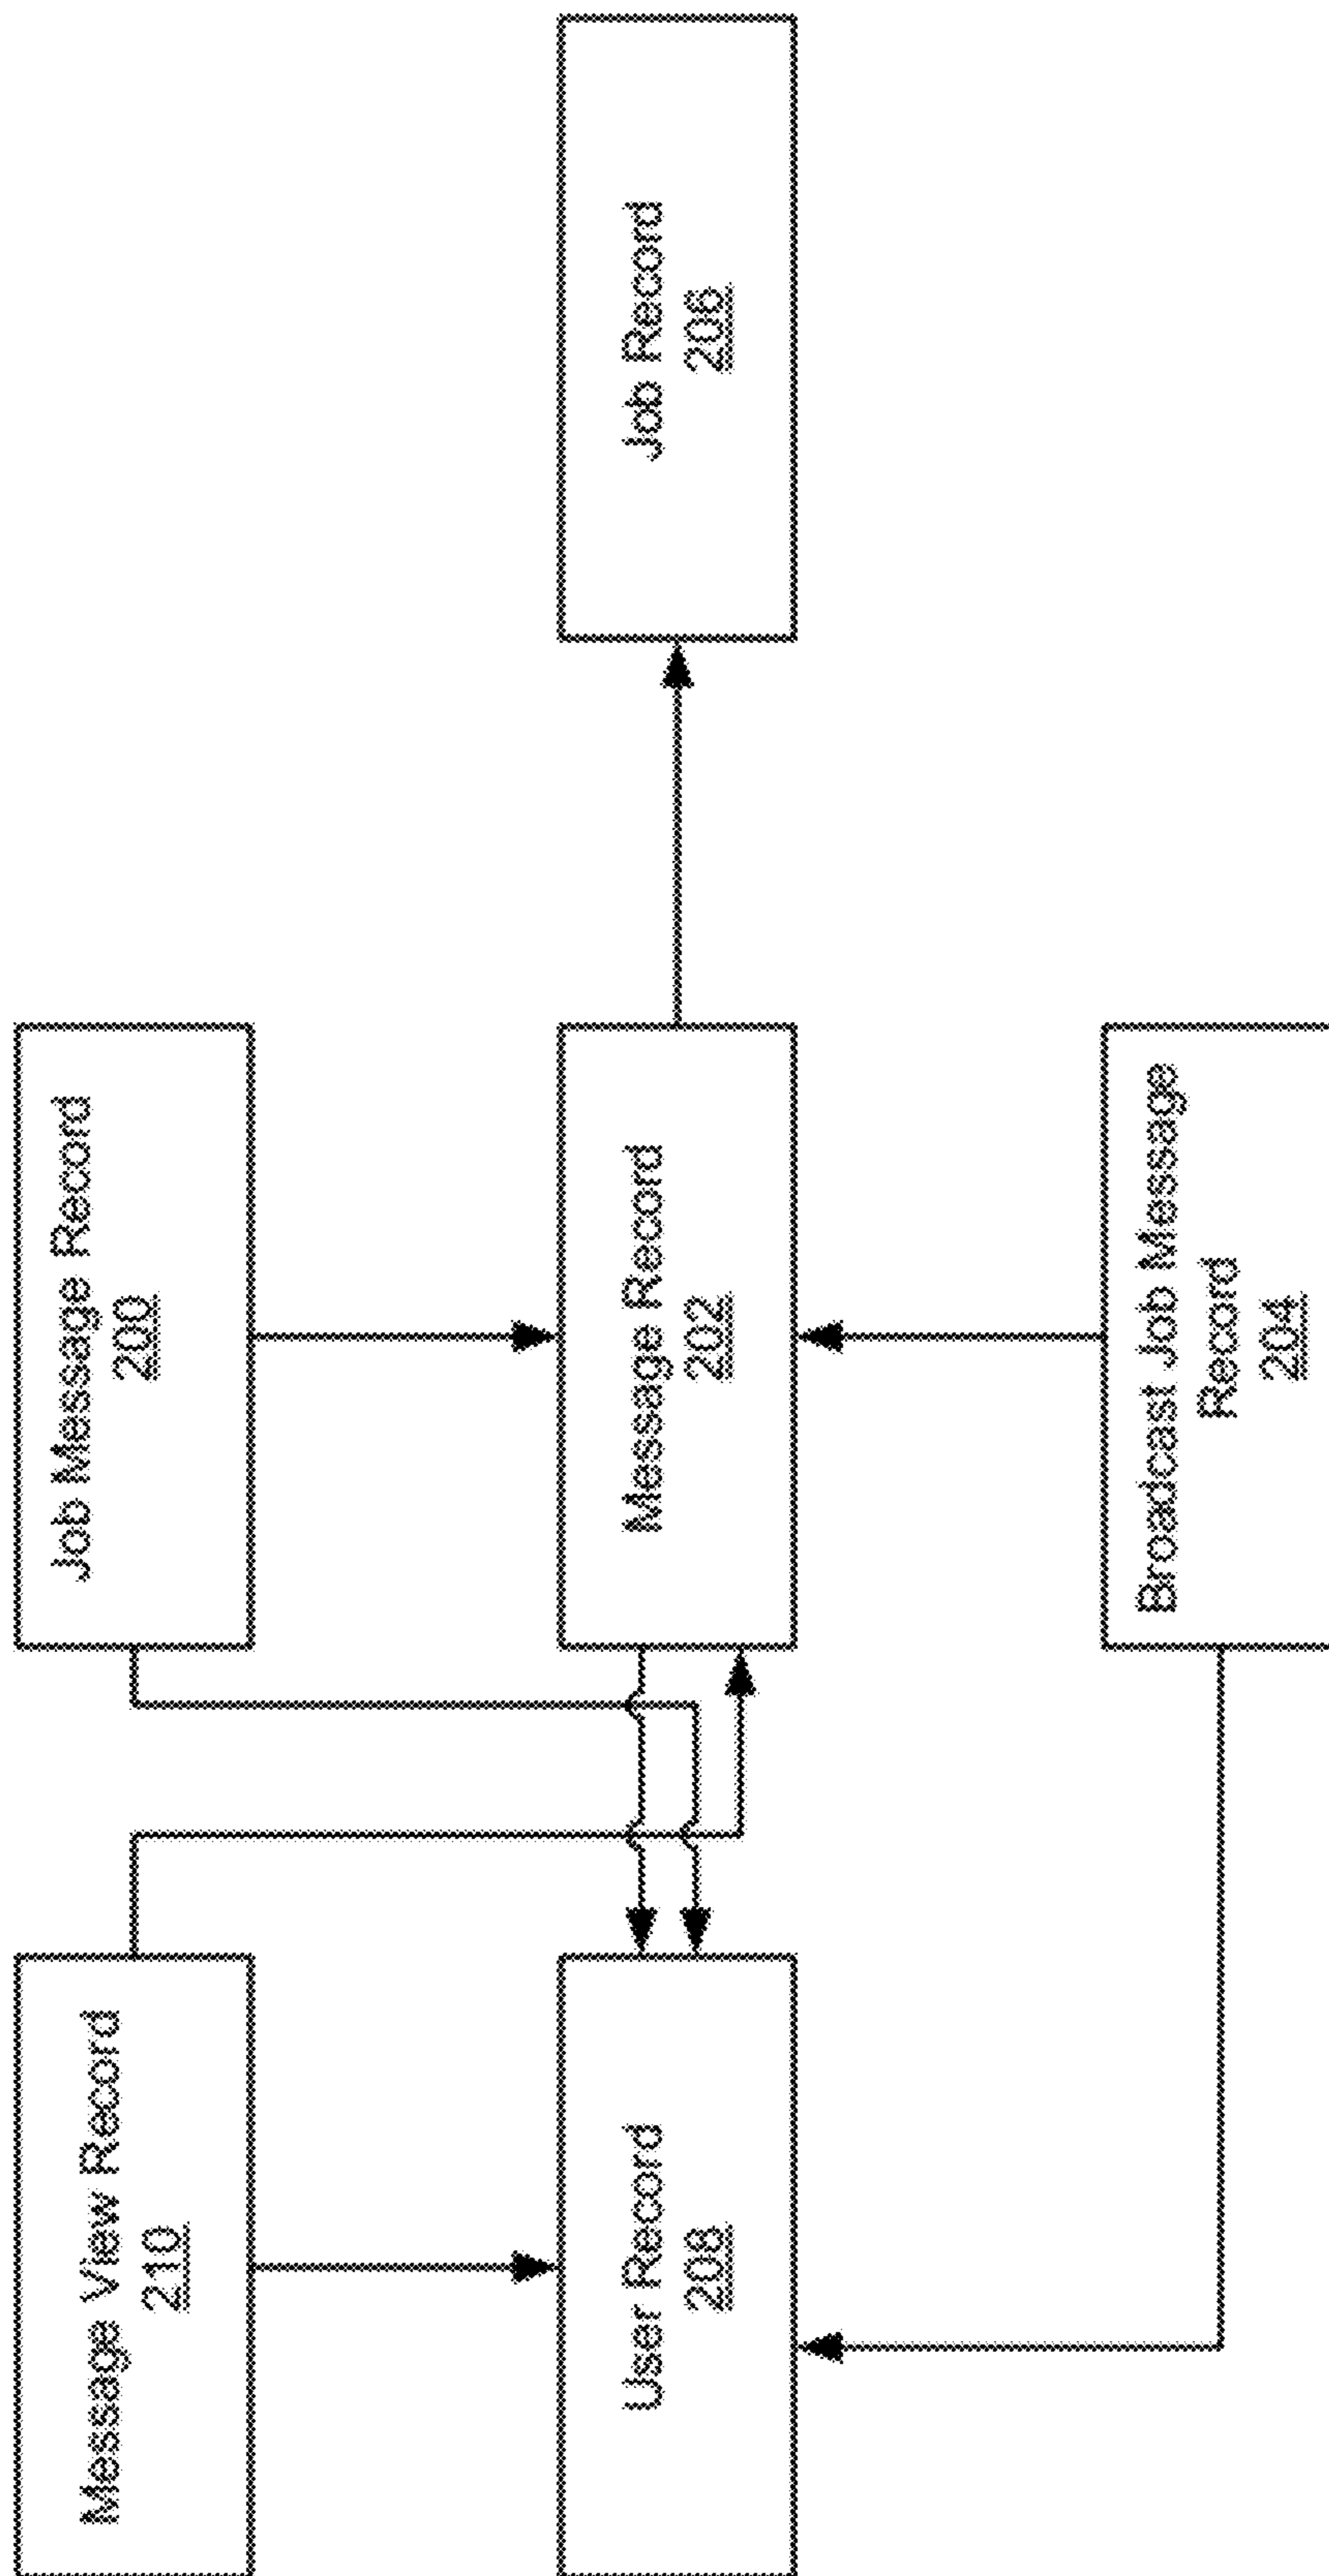 Message View Record
210
Job Message Record
200
User Record
208
Message Record
202
Job Record
206
Broadcast Job Message
Record
204